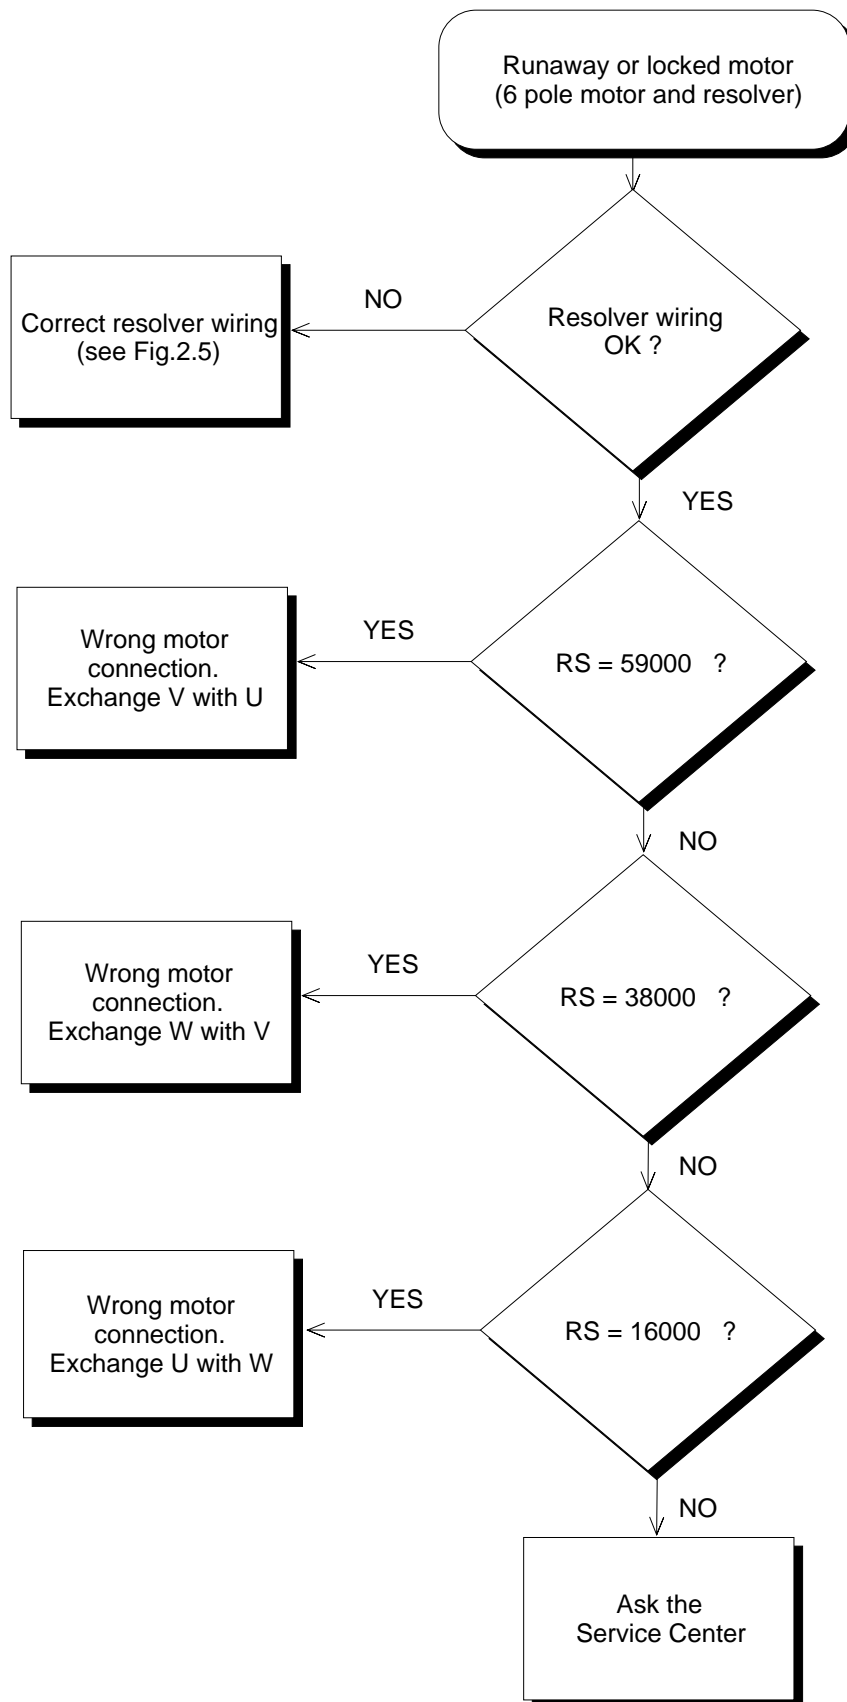 Runaway or locked motor
(6 pole motor and resolver)
NO
Correct resolver wiring
(see Fig.2.5)
Resolver wiring
OK ?
YES
YES
Wrong motor
connection.
Exchange V with U
RS = 59000 ?
NO
YES
Wrong motor
connection.
Exchange W with V
RS = 38000 ?
NO
YES
Wrong motor
connection.
Exchange U with W
RS = 16000 ?
NO
Ask the
Service Center